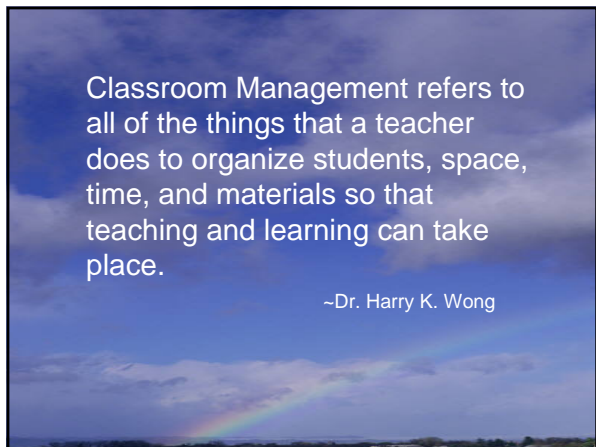 Classroom Management refers to
all of the things that a teacher
does to organize students, space,
time, and materials so that
teaching and learning can take
place.
~Dr. Harry K. Wong